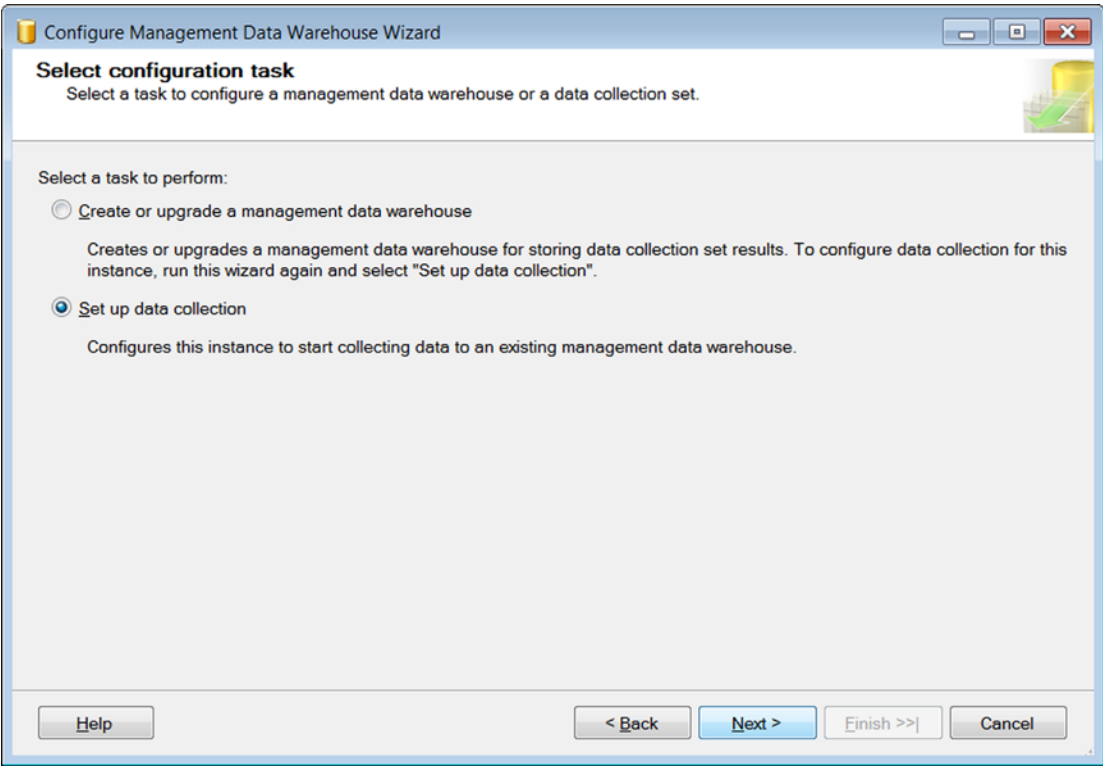 Configure Management Data Warehouse Wizard
Select configuration task
Select a task to configure a management data warehouse or a data collection set.
Select a task to perform:
Create or upgrade a management data warehouse
Creates or upgrades a management data warehouse for storing data collection set results. To configure data collection for this
instance, run this wizard again and select "Set up data collection".
Set up data collection
Configures this instance to start collecting data to an existing management data warehouse.
Help
< Back
Next >
Finish >>|
Cancel